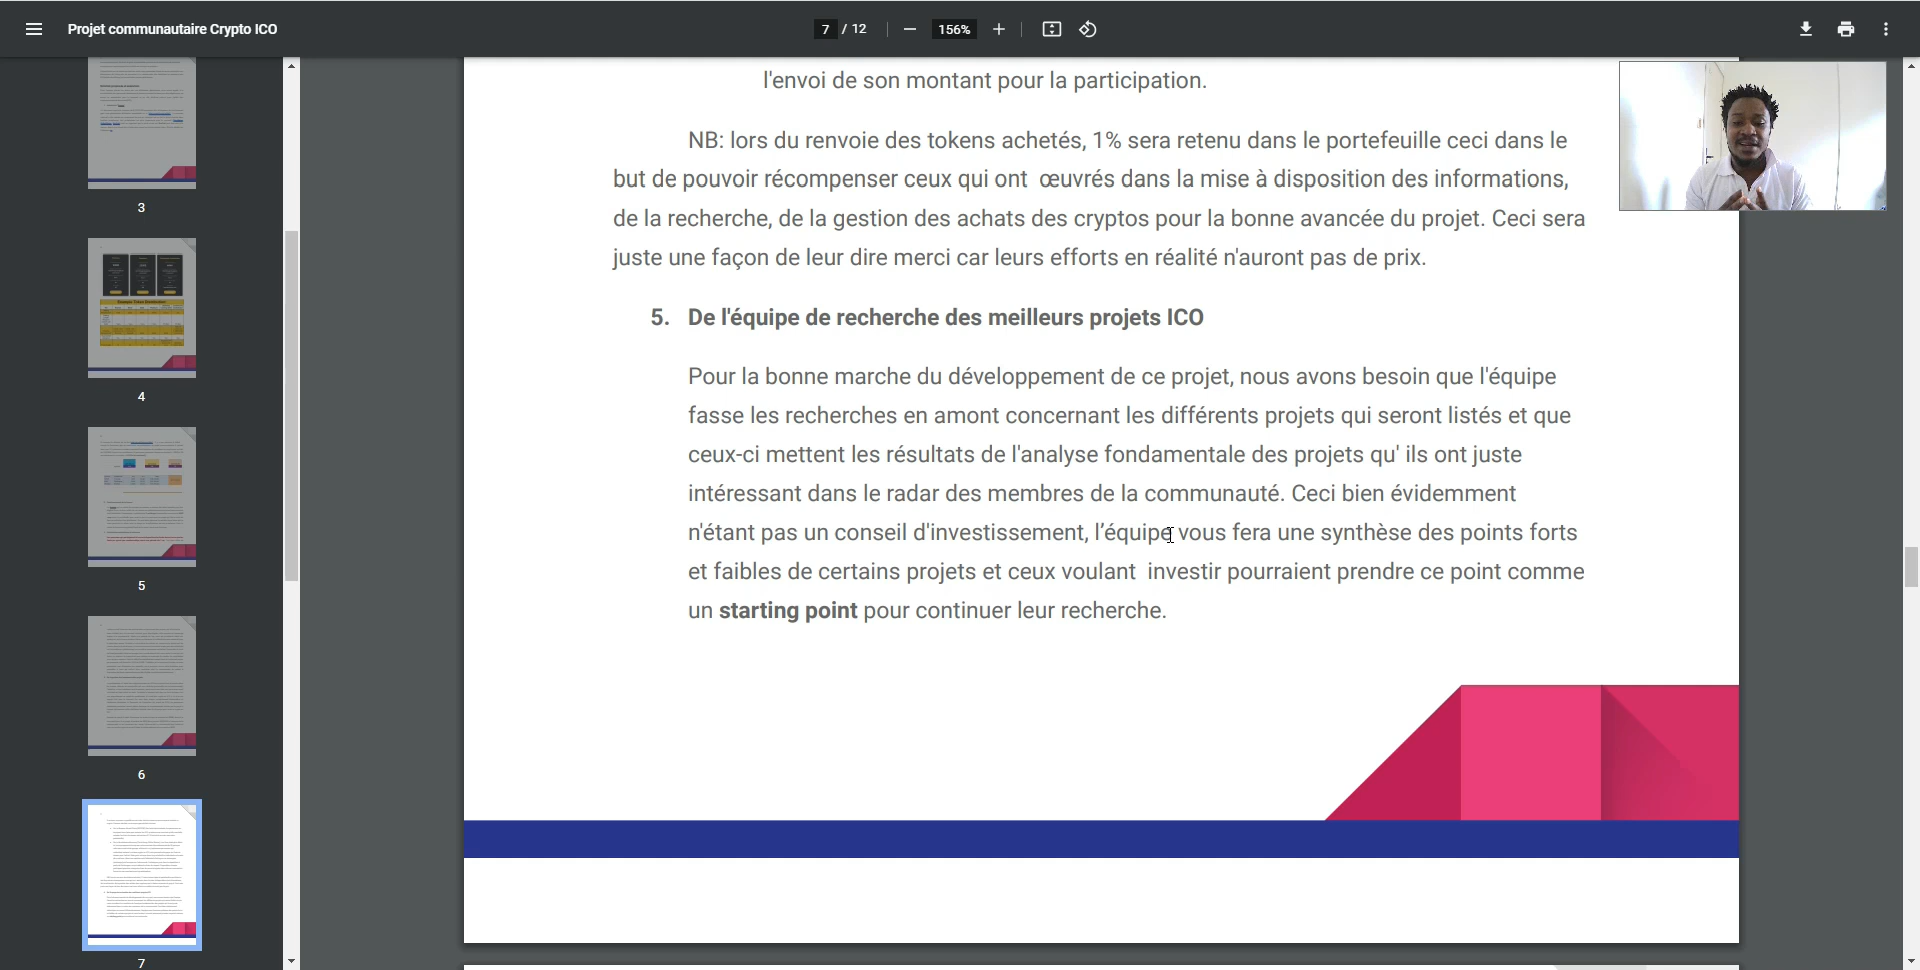 Projet communautaire Crypto ICO
7 / 12
156%
3
4
5
6
7
l'envoi de son montant pour la participation.
NB: lors du renvoie des tokens achetés, 1% sera retenu dans le portefeuille ceci dans le
but de pouvoir récompenser ceux qui ont œuvrés dans la mise à disposition des informations,
de la recherche, de la gestion des achats des cryptos pour la bonne avancée du projet. Ceci sera
juste une façon de leur dire merci car leurs efforts en réalité n'auront pas de prix.
5. De l'équipe de recherche des meilleurs projets ICO
Pour la bonne marche du développement de ce projet, nous avons besoin que l'équipe
fasse les recherches en amont concernant les différents projets qui seront listés et que
ceux-ci mettent les résultats de l'analyse fondamentale des projets qu' ils ont juste
intéressant dans le radar des membres de la communauté. Ceci bien évidemment
n'étant pas un conseil d'investissement, l’équipe vous fera une synthèse des points forts
et faibles de certains projets et ceux voulant investir pourraient prendre ce point comme
un starting point pour continuer leur recherche.